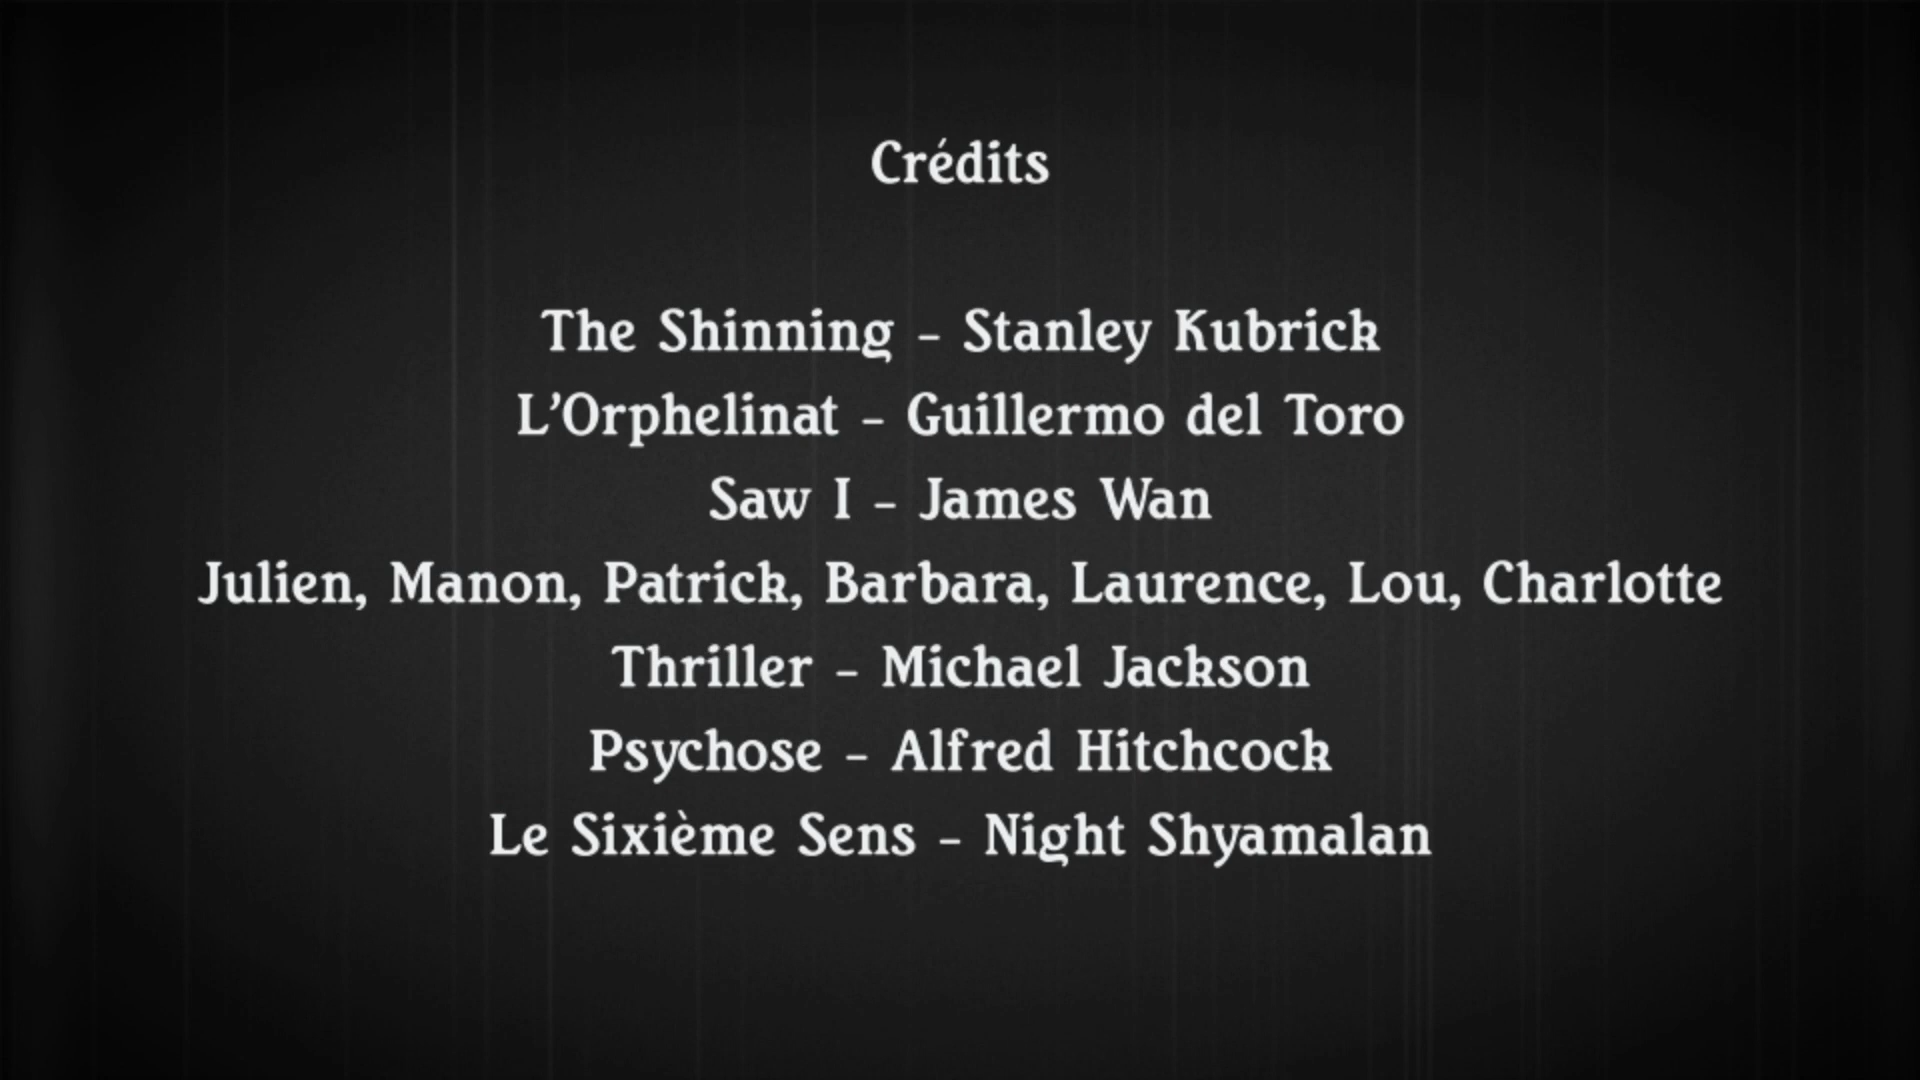 Crédits
The Shinning – Stanley Kubrick
L’Orphelinat – Guillermo del Toro
Saw I – James Wan
Julien, Manon, Patrick, Barbara, Laurence, Lou, Charlotte
Thriller – Michael Jackson
Psychose – Alfred Hitchcock
Le Sixième Sens – Night Shyamalan